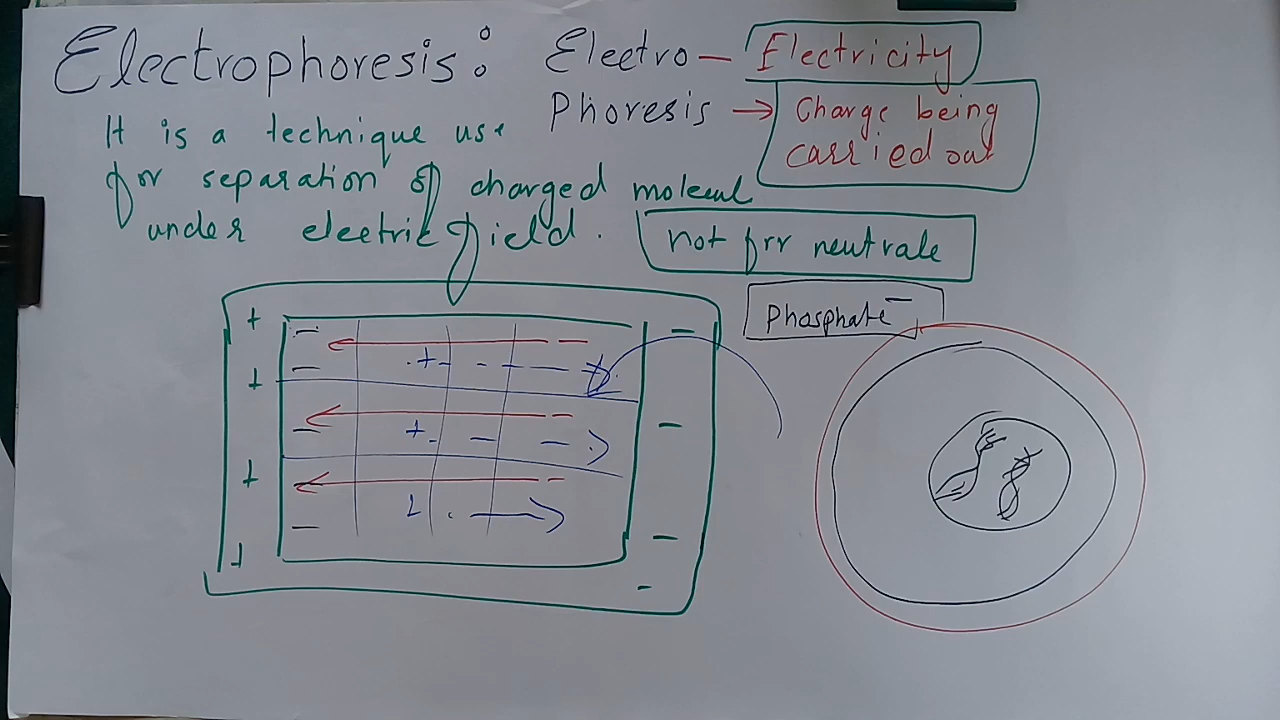 Electrophoresis: Electro - Electricity
Phoresis → Charge being
carried out
It is a technique use
for separation of charged molecul
under electric field.
not for neutrale
Phosphate⁻
+ - -
+ - + - - - - +
- + - - - -
+ -
- + -
-